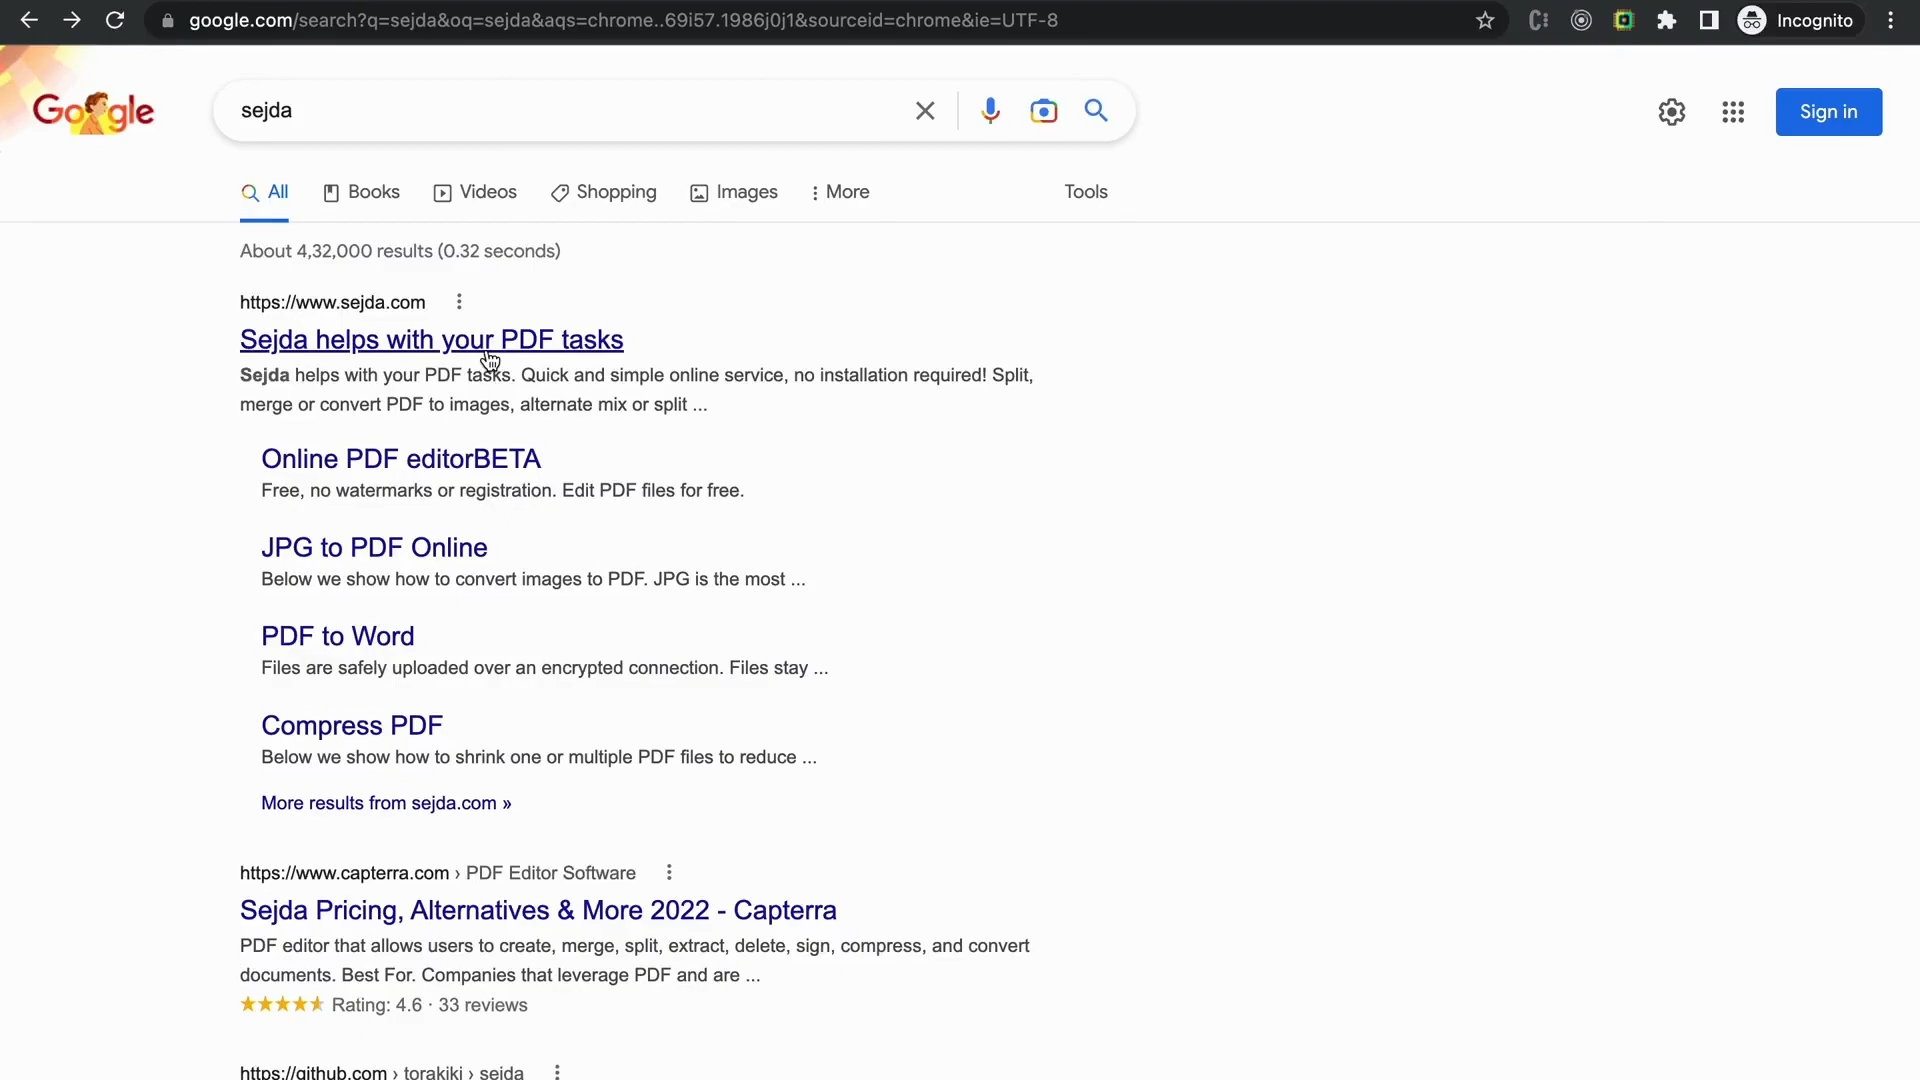 google.com/search?q=sejda&oq=sejda&aqs=chrome..69i57.1986j0j1&sourceid=chrome&ie=UTF-8
Incognito
Google
sejda
Sign in
All
Books
Videos
Shopping
Images
More
Tools
About 4,32,000 results (0.32 seconds)
https://www.sejda.com
Sejda helps with your PDF tasks
Sejda helps with your PDF tasks. Quick and simple online service, no installation required! Split,
merge or convert PDF to images, alternate mix or split ...
Online PDF editorBETA
Free, no watermarks or registration. Edit PDF files for free.
JPG to PDF Online
Below we show how to convert images to PDF. JPG is the most ...
PDF to Word
Files are safely uploaded over an encrypted connection. Files stay ...
Compress PDF
Below we show how to shrink one or multiple PDF files to reduce ...
More results from sejda.com »
https://www.capterra.com › PDF Editor Software
Sejda Pricing, Alternatives & More 2022 - Capterra
PDF editor that allows users to create, merge, split, extract, delete, sign, compress, and convert
documents. Best For. Companies that leverage PDF and are ...
Rating: 4.6 · 33 reviews
https://github.com › torakiki › sejda